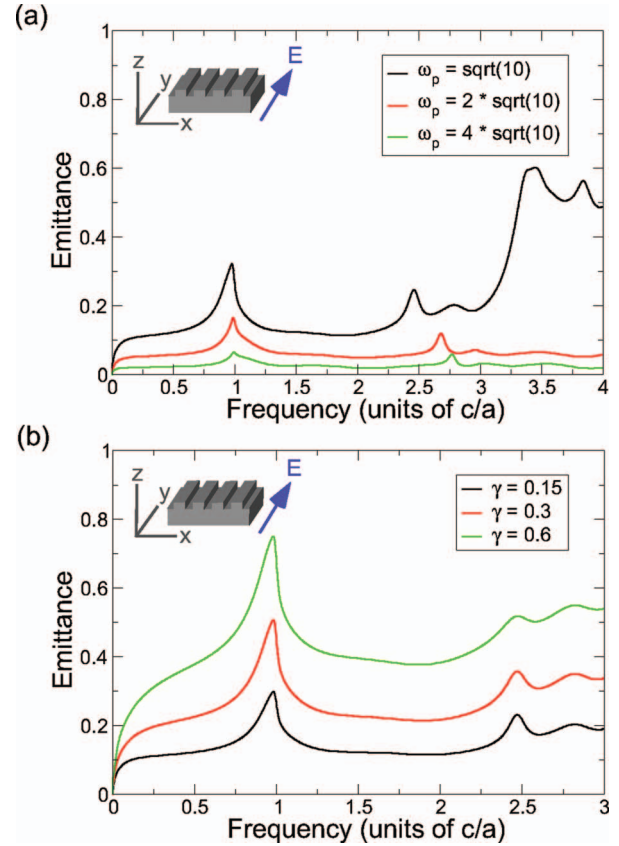 (a)
1
0.8
0.6
0.4
0.2
0
Emittance
z
y
x
E
ω_p = sqrt(10)
ω_p = 2 * sqrt(10)
ω_p = 4 * sqrt(10)
0 0.5 1 1.5 2 2.5 3 3.5 4
Frequency (units of c/a)
(b)
1
0.8
0.6
0.4
0.2
0
Emittance
z
y
x
E
γ = 0.15
γ = 0.3
γ = 0.6
0 0.5 1 1.5 2 2.5 3
Frequency (units of c/a)